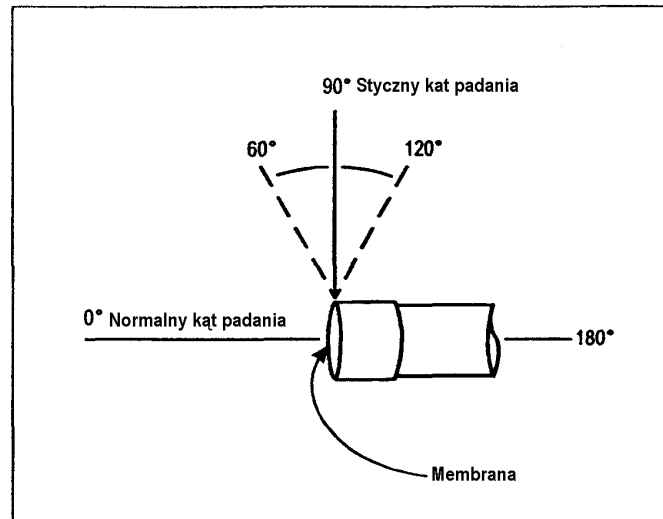 90° Styczny kat padania
60°
120°
0° Normalny kąt padania
180°
Membrana